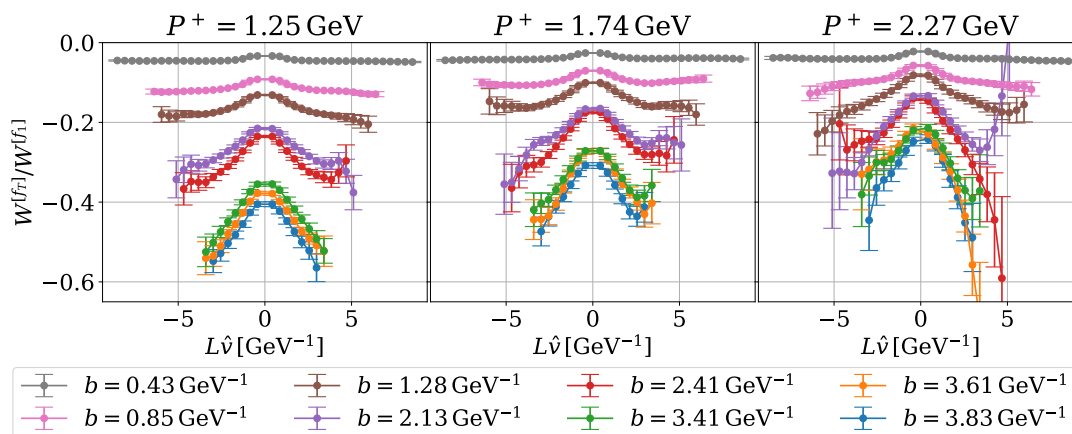 P⁺ = 1.25 GeV P⁺ = 1.74 GeV P⁺ = 2.27 GeV
W^[f_T]/W^[f_1]
0.0
−0.2
−0.4
−0.6
−5 0 5 −5 0 5 −5 0 5
Lv̂ [GeV⁻¹] Lv̂ [GeV⁻¹] Lv̂ [GeV⁻¹]
b = 0.43 GeV⁻¹ b = 1.28 GeV⁻¹ b = 2.41 GeV⁻¹ b = 3.61 GeV⁻¹
b = 0.85 GeV⁻¹ b = 2.13 GeV⁻¹ b = 3.41 GeV⁻¹ b = 3.83 GeV⁻¹